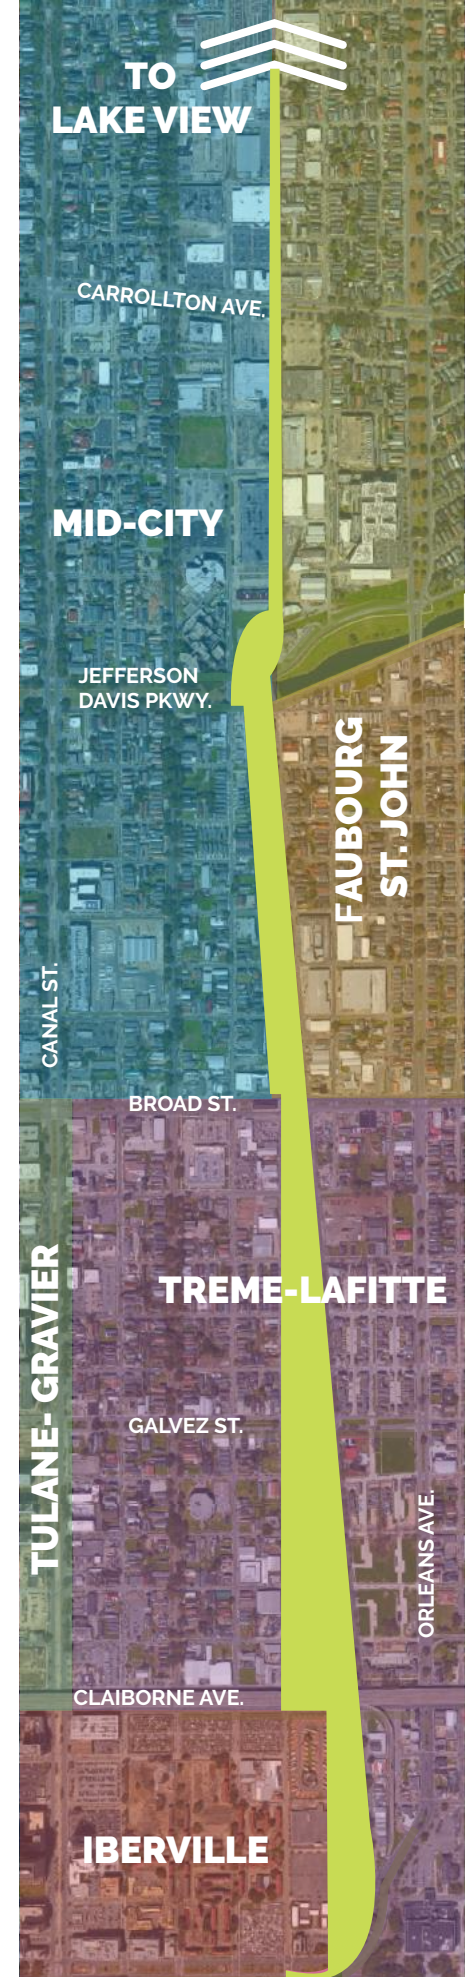 TO
LAKE VIEW
CARROLLTON AVE.
MID-CITY
JEFFERSON
DAVIS PKWY.
FAUBOURG
ST. JOHN
CANAL ST.
BROAD ST.
TREME-LAFITTE
TULANE- GRAVIER
GALVEZ ST.
ORLEANS AVE.
CLAIBORNE AVE.
IBERVILLE